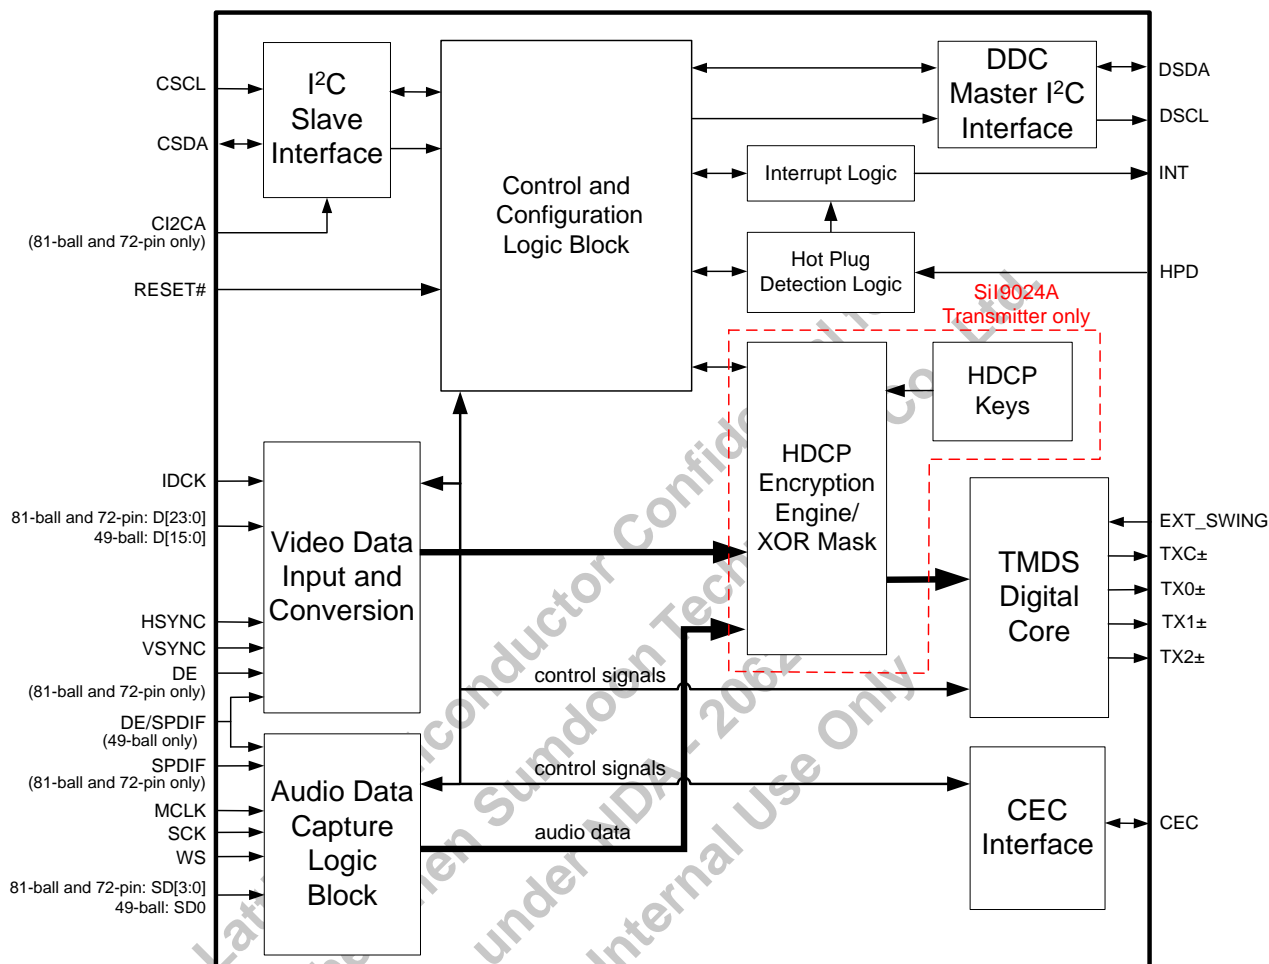 CSCL
CSDA
CI2CA
(81-ball and 72-pin only)
RESET#
I²C
Slave
Interface
Control and
Configuration
Logic Block
DDC
Master I²C
Interface
DSDA
DSCL
Interrupt Logic
INT
Hot Plug
Detection Logic
HPD
SiI9024A
Transmitter only
HDCP
Keys
HDCP
Encryption
Engine/
XOR Mask
IDCK
81-ball and 72-pin: D[23:0]
49-ball: D[15:0]
HSYNC
VSYNC
DE
(81-ball and 72-pin only)
Video Data
Input and
Conversion
TMDS
Digital
Core
EXT_SWING
TXC±
TX0±
TX1±
TX2±
control signals
DE/SPDIF
(49-ball only)
SPDIF
(81-ball and 72-pin only)
MCLK
SCK
WS
81-ball and 72-pin: SD[3:0]
49-ball: SD0
Audio Data
Capture
Logic
Block
control signals
audio data
CEC
Interface
CEC
Semiconductor Confidential
Sumdoon Co., Ltd.
under NDA - 2062
Internal Use Only